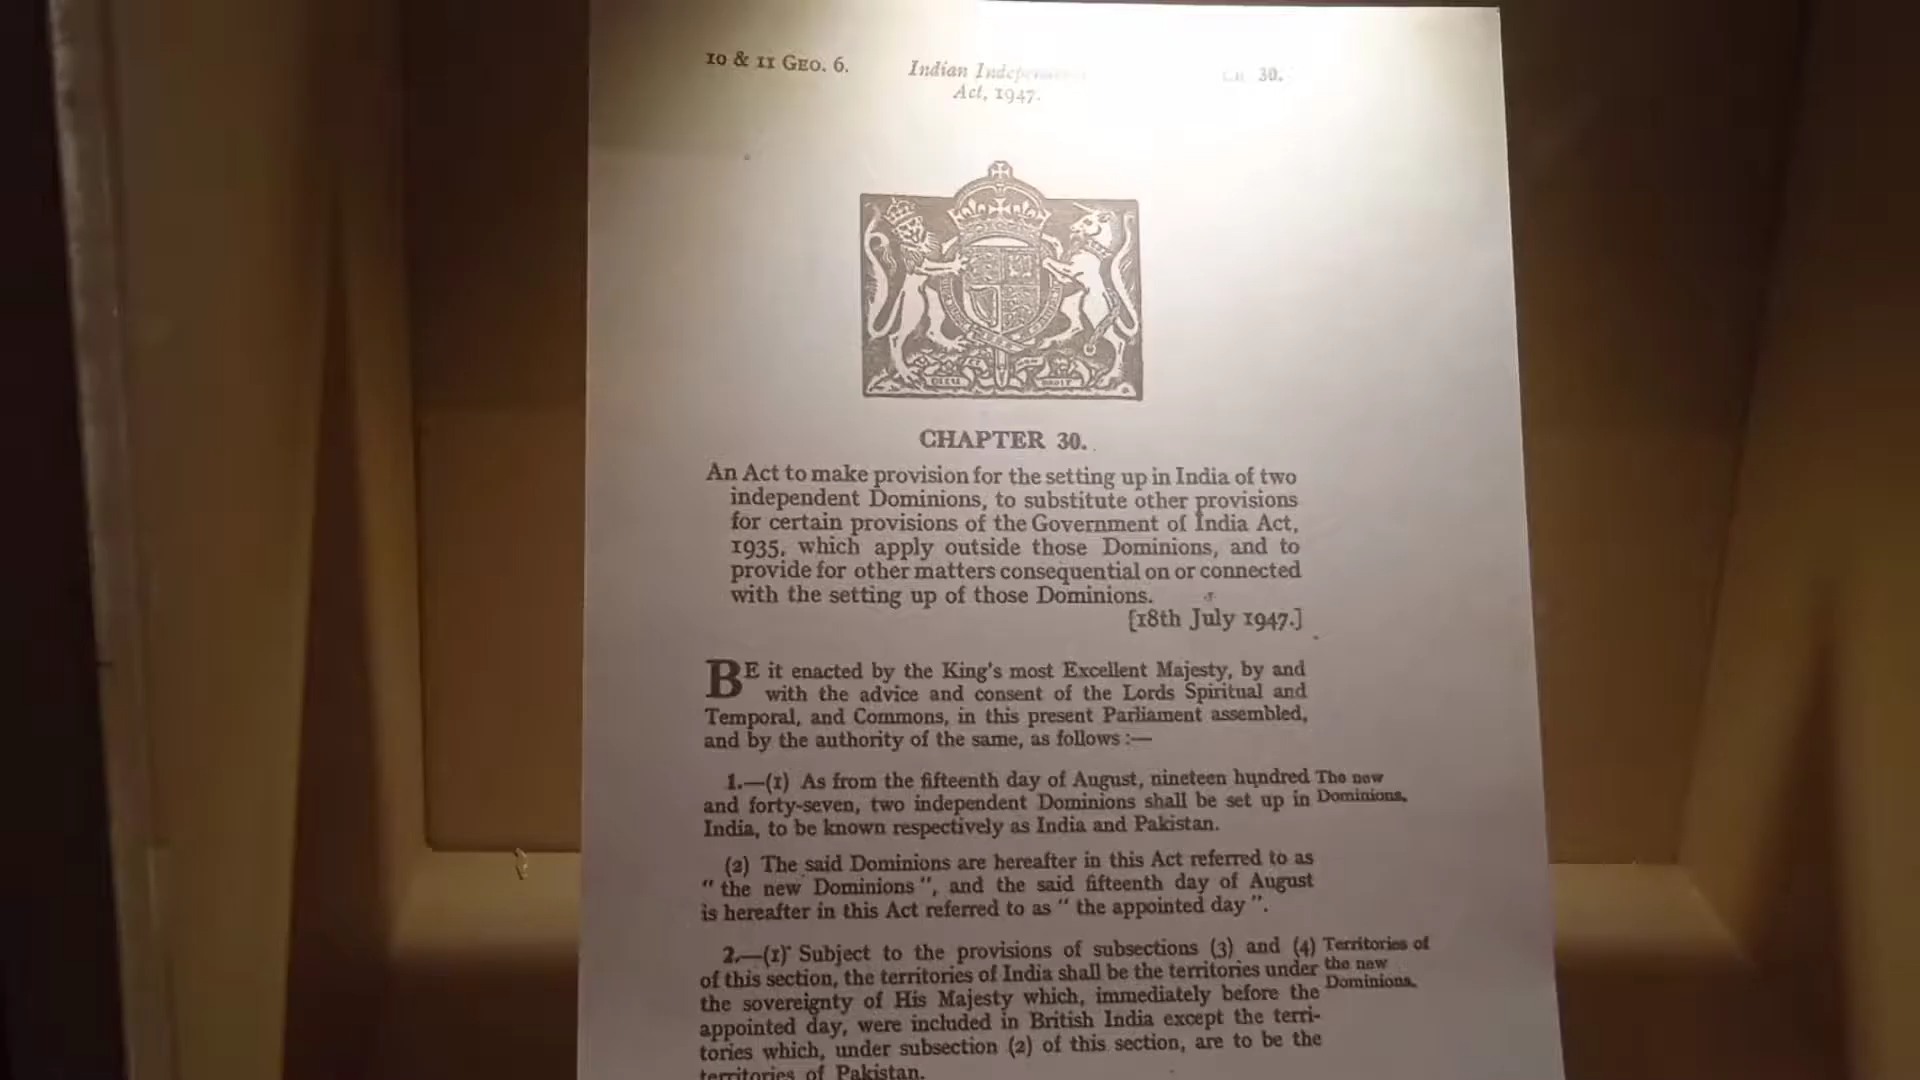 10 & 11 GEO. 6.
Indian Independence
Act, 1947.
CH. 30.
DIEU
DROIT
CHAPTER 30.
An Act to make provision for the setting up in India of two
independent Dominions, to substitute other provisions
for certain provisions of the Government of India Act,
1935, which apply outside those Dominions, and to
provide for other matters consequential on or connected
with the setting up of those Dominions.
[18th July 1947.]
BE it enacted by the King's most Excellent Majesty, by and
with the advice and consent of the Lords Spiritual and
Temporal, and Commons, in this present Parliament assembled,
and by the authority of the same, as follows :—
1.—(1) As from the fifteenth day of August, nineteen hundred
and forty-seven, two independent Dominions shall be set up in
India, to be known respectively as India and Pakistan.
The new
Dominions.
(2) The said Dominions are hereafter in this Act referred to as
" the new Dominions ", and the said fifteenth day of August
is hereafter in this Act referred to as " the appointed day ".
2.—(1) Subject to the provisions of subsections (3) and (4)
of this section, the territories of India shall be the territories under
the sovereignty of His Majesty which, immediately before the
appointed day, were included in British India except the terri-
tories which, under subsection (2) of this section, are to be the
territories of Pakistan.
Territories of
the new
Dominions.